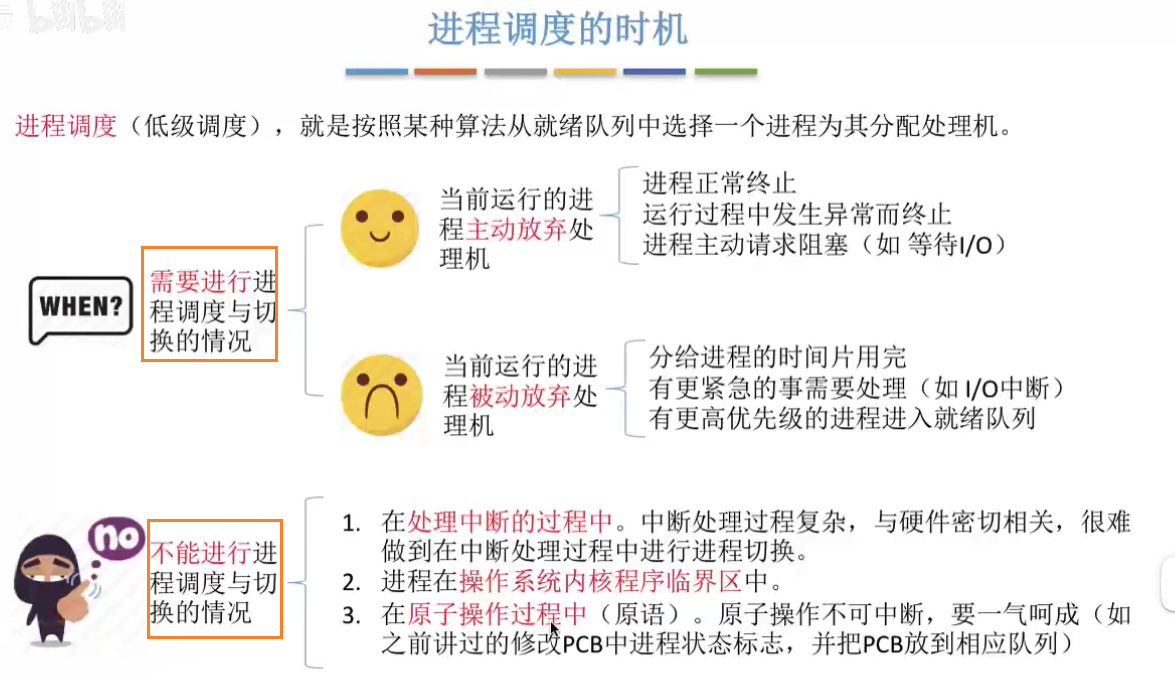 bilibili
进程调度的时机
进程调度（低级调度），就是按照某种算法从就绪队列中选择一个进程为其分配处理机。
WHEN?
需要进行进
程调度与切
换的情况
当前运行的进
程主动放弃处
理机
进程正常终止
运行过程中发生异常而终止
进程主动请求阻塞（如 等待I/O）
当前运行的进
程被动放弃处
理机
分给进程的时间片用完
有更紧急的事需要处理（如 I/O中断）
有更高优先级的进程进入就绪队列
no
不能进行进
程调度与切
换的情况
1. 在处理中断的过程中。中断处理过程复杂，与硬件密切相关，很难
做到在中断处理过程中进行进程切换。
2. 进程在操作系统内核程序临界区中。
3. 在原子操作过程中（原语）。原子操作不可中断，要一气呵成（如
之前讲过的修改PCB中进程状态标志，并把PCB放到相应队列）